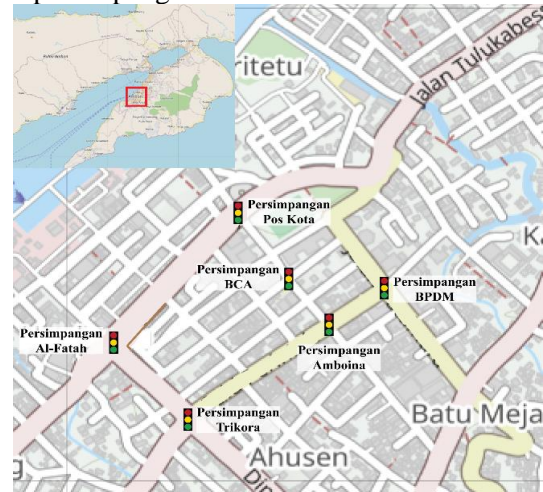 ritetu
Jalan Tulukabess
Persimpangan
Pos Kota
Persimpangan
BCA
Persimpangan
BPDM
Persimpangan
Al-Fatah
Persimpangan
Amboina
Persimpangan
Trikora
Batu Meja
Ahusen